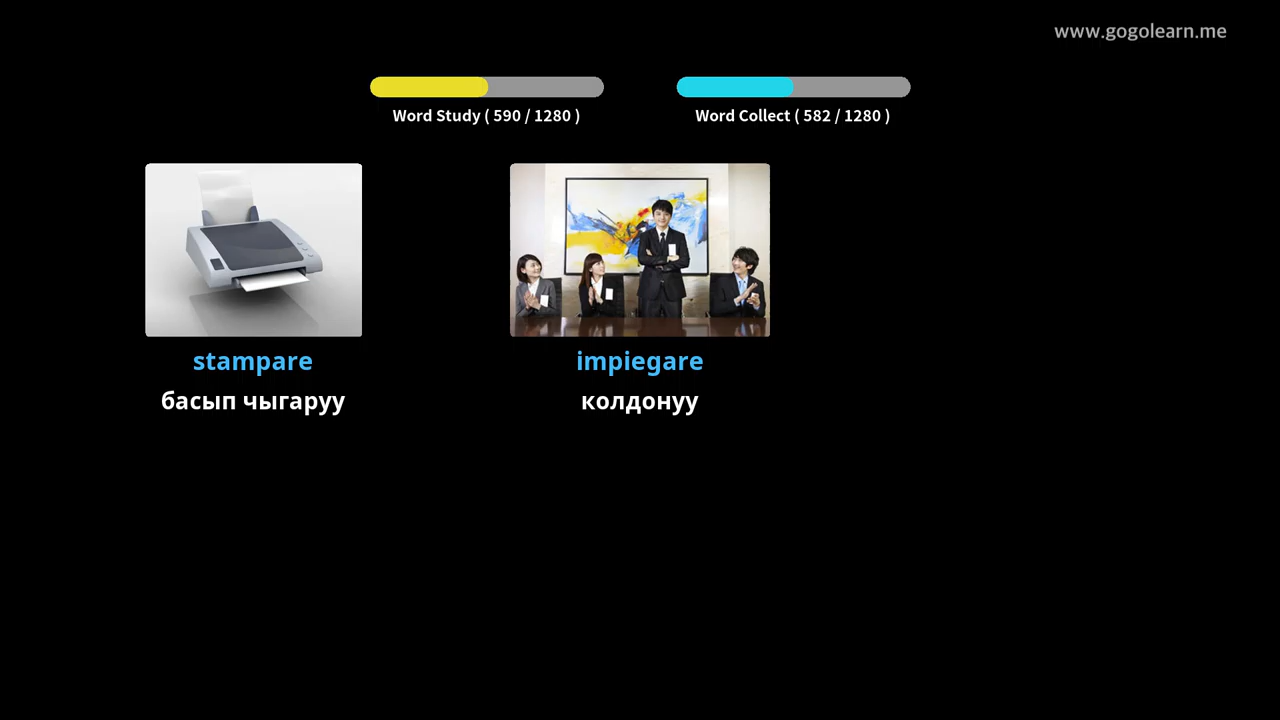 www.gogolearn.me
Word Study ( 590 / 1280 )
Word Collect ( 582 / 1280 )
stampare
басып чыгаруу
impiegare
колдонуу